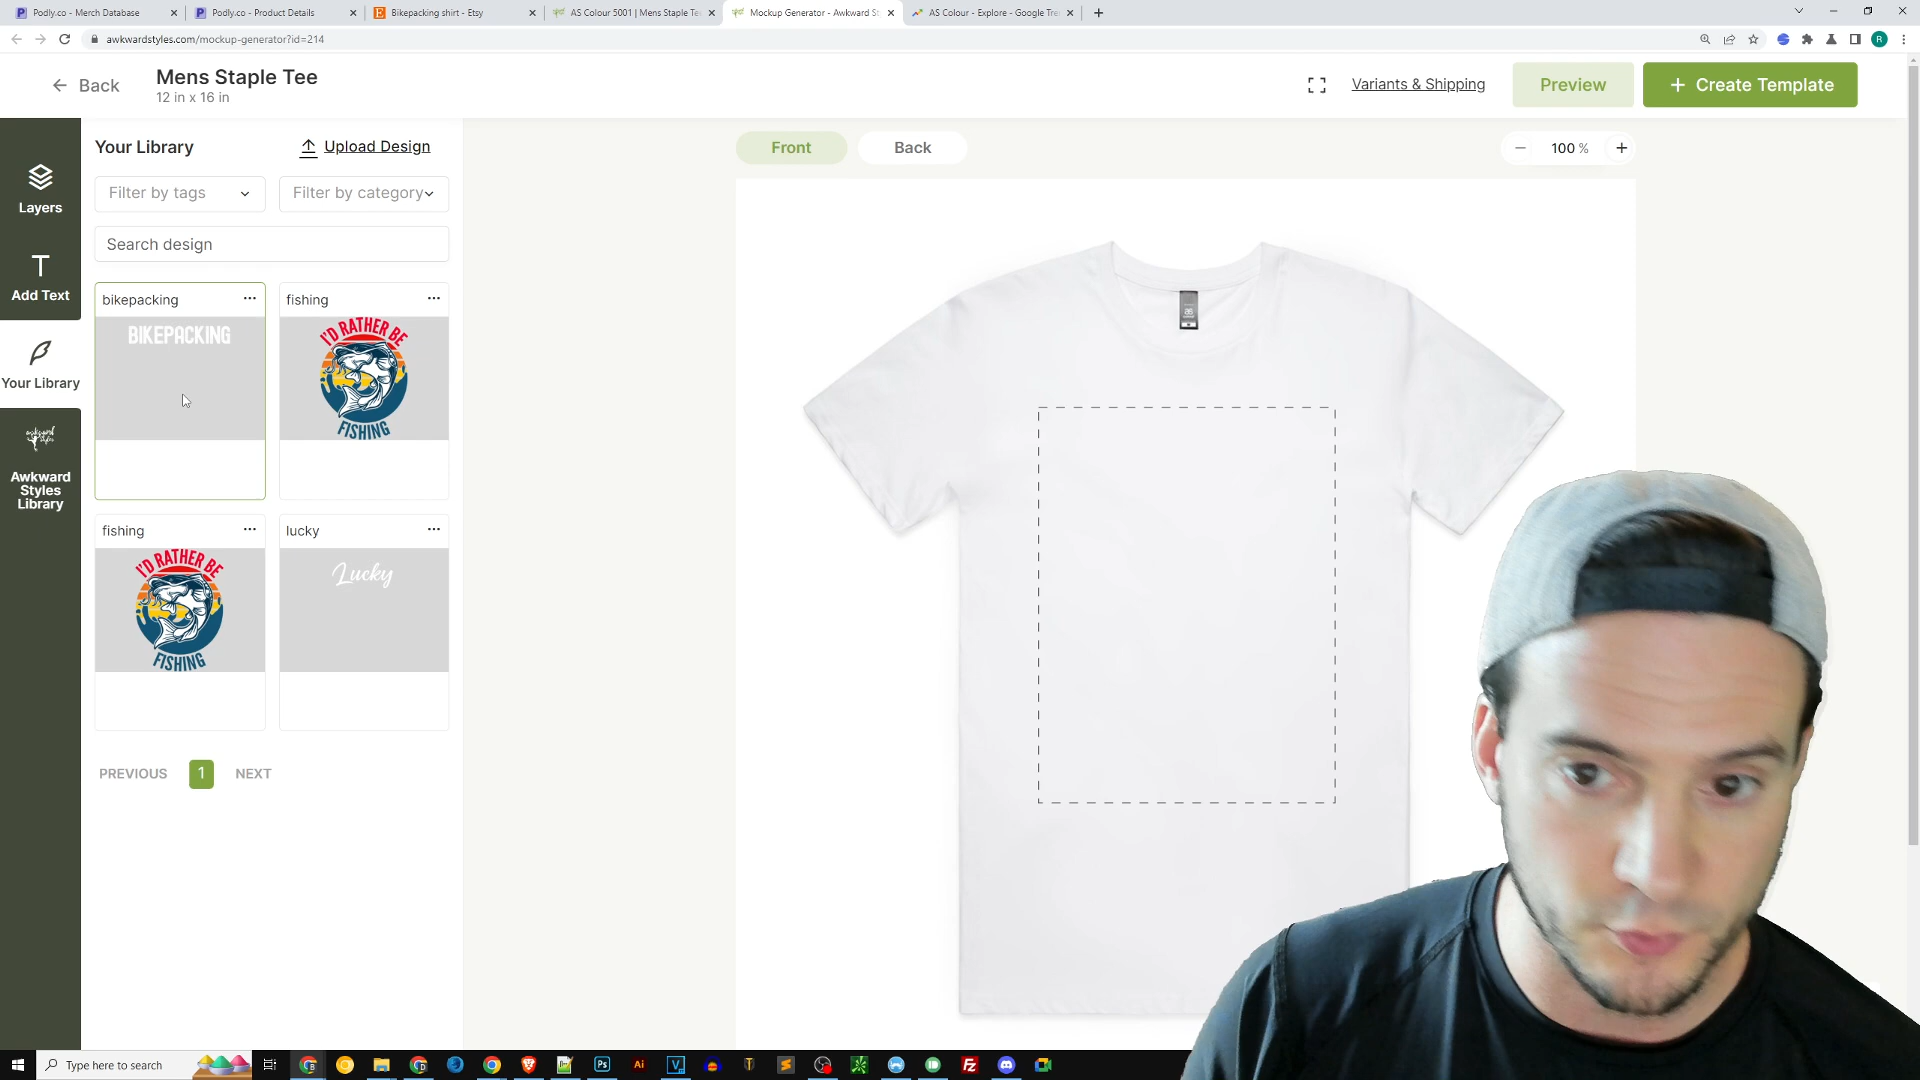 Podly.co - Merch Database
Podly.co - Product Details
Bikepacking shirt - Etsy
AS Colour 5001 | Mens Staple Te
Mockup Generator - Awkward St
AS Colour - Explore - Google Tre
awkwardstyles.com/mockup-generator?id=214
Back
Mens Staple Tee
12 in x 16 in
Variants & Shipping
Preview
+ Create Template
Layers
Add Text
Your Library
Awkward
Styles
Library
Your Library
Upload Design
Filter by tags
Filter by category
Search design
bikepacking
BIKEPACKING
fishing
I'D RATHER BE
FISHING
fishing
I'D RATHER BE
FISHING
lucky
Lucky
PREVIOUS
1
NEXT
Front
Back
100 %
Type here to search
Ps
Ai